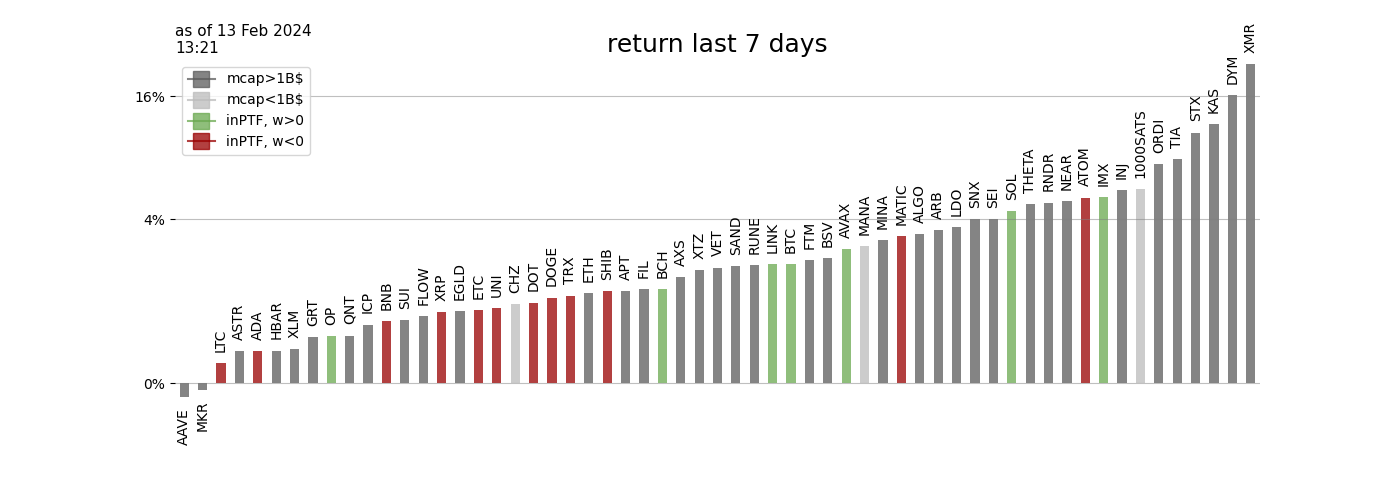 as of 13 Feb 2024
13:21
return last 7 days
mcap>1B$
mcap<1B$
inPTF, w>0
inPTF, w<0
16%
4%
0%
AAVE
MKR
LTC
ASTR
ADA
HBAR
XLM
GRT
OP
QNT
ICP
BNB
SUI
FLOW
XRP
EGLD
ETC
UNI
CHZ
DOT
DOGE
TRX
ETH
SHIB
APT
FIL
BCH
AXS
XTZ
VET
SAND
RUNE
LINK
BTC
FTM
BSV
AVAX
MANA
MINA
MATIC
ALGO
ARB
LDO
SNX
SEI
SOL
THETA
RNDR
NEAR
ATOM
IMX
INJ
1000SATS
ORDI
TIA
STX
KAS
DYM
XMR